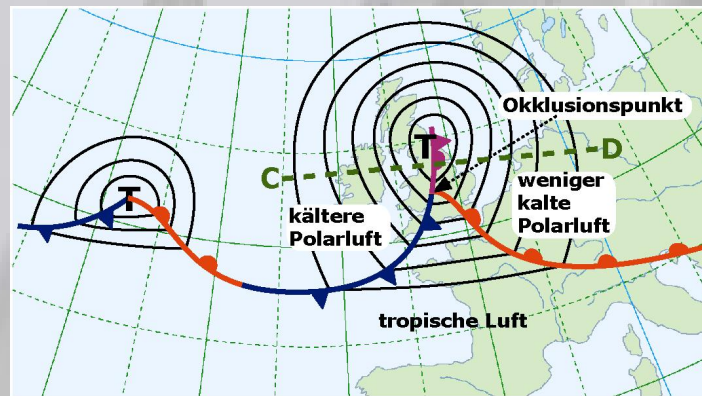 Okklusionspunkt
T
T
D
C
weniger
kalte
Polarluft
kältere
Polarluft
tropische Luft